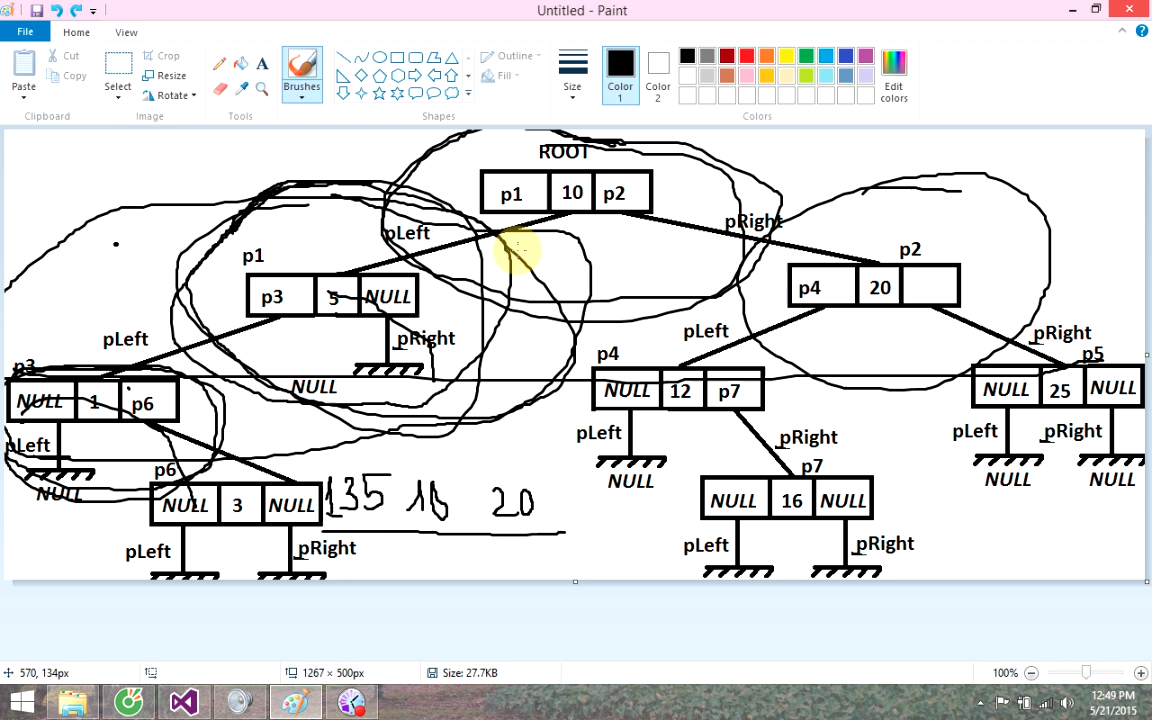 Untitled - Paint
File Home View
Paste
Cut
Copy
Clipboard
Select
Crop
Resize
Rotate
Image
Tools
Brushes
Outline
Fill
Shapes
Size
Color 1
Color 2
Edit colors
Colors
ROOT
p1 10 p2
pLeft pRight
p1 p2
p3 5 NULL
p4 20
pLeft pRight
pLeft pRight
p3 NULL p4 p5
NULL 1 p6
NULL 12 p7
NULL 25 NULL
pLeft pLeft pRight pLeft pRight
NULL p6 NULL p7 NULL NULL
NULL 3 NULL
135 20
NULL 16 NULL
pLeft pRight pLeft pRight
570, 134px
1267 × 500px
Size: 27.7KB
100%
12:49 PM
5/21/2015